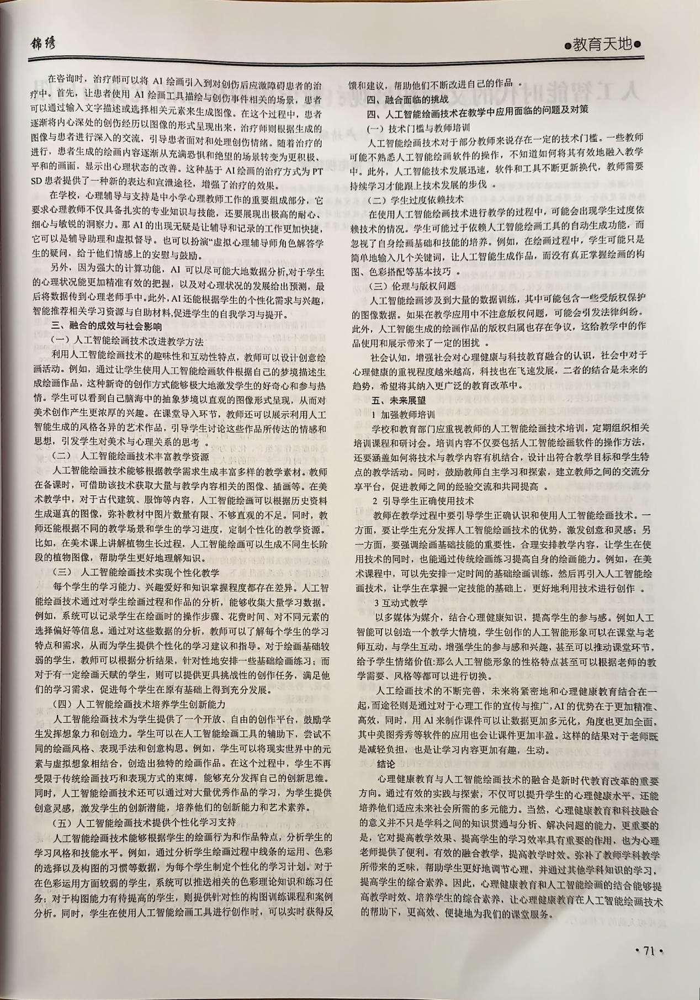 锦绣
●教育天地●
在咨询时，治疗师可以将 AI 绘画引入到对创伤后应激障碍患者的治
疗中。首先，让患者使用 AI 绘画工具描绘与创伤事件相关的场景，患者
可以通过输入文字描述或选择相关元素来生成图像。在这个过程中，患者
逐渐将内心深处的创伤经历以图像的形式呈现出来，治疗师则根据生成的
图像与患者进行深入的交流，引导患者面对和处理创伤情绪。随着治疗的
进行，患者生成的绘画内容逐渐从充满恐惧和绝望的场景转变为更积极、
平和的画面，显示出心理状态的改善。这种基于 AI 绘画的治疗方式为 PT
SD 患者提供了一种新的表达和宣泄途径，增强了治疗的效果。
在学校，心理辅导与支持是中小学心理教师工作的重要组成部分，它
要求心理教师不仅具备扎实的专业知识与技能，还要展现出极高的耐心、
细心与敏锐的洞察力。那 AI 的出现无疑是让辅导和记录的工作更加快捷，
它可以是辅导助理和虚拟督导。也可以扮演“虚拟心理辅导师角色解答学
生的疑问，给于他们情感上的安慰与鼓励。
另外，因为强大的计算功能，AI 可以尽可能大地数据分析,对于学生
的心理状况能更加精准有效的把握，以及对心理状况的发展给出预测，最
后将数据传到心理老师手中。此外，AI 还能根据学生的个性化需求与兴趣，
智能推荐相关学习资源与自助材料,促进学生的自我学习与提开。
三、融合的成效与社会影响
（一）人工智能绘画技术改进教学方法
利用人工智能绘画技术的趣味性和互动性特点，教师可以设计创意绘
画活动。例如，通过让学生使用人工智能绘画软件根据自己的梦境描述生
成绘画作品，这种新奇的创作方式能够极大地激发学生的好奇心和参与热
情。学生可以看到自己脑海中的抽象梦境以直观的图像形式呈现，从而对
美术创作产生更浓厚的兴趣。在课堂导入环节，教师还可以展示利用人工
智能生成的风格各异的艺术作品，引导学生讨论这些作品所传达的情感和
思想，引发学生对美术与心理关系的思考 。
（二） 人工智能绘画技术丰富教学资源
人工智能绘画技术能够根据教学需求生成丰富多样的教学素材。教师
在备课时，可借助该技术获取大量与教学内容相关的图像、插画等。在美
术教学中，对于古代建筑、服饰等内容，人工智能绘画可以根据历史资料
生成逼真的图像，弥补教材中图片数量有限、不够直观的不足。同时，教
师还能根据不同的教学场景和学生的学习进度，定制个性化的教学资源。
比如，在美术课上讲解植物生长过程，人工智能绘画可以生成不同生长阶
段的植物图像，帮助学生更好地理解知识。
（三） 人工智能绘画技术实现个性化教学
每个学生的学习能力、兴趣爱好和知识掌握程度都存在差异。人工智
能绘画技术通过对学生绘画过程和作品的分析，能够收集大量学习数据。
例如，系统可以记录学生在绘画时的操作步骤、花费时间、对不同元素的
选择偏好等信息。通过对这些数据的分析，教师可以了解每个学生的学习
特点和需求，从而为学生提供个性化的学习建议和指导。对于绘画基础较
弱的学生，教师可以根据分析结果，针对性地安排一些基础绘画练习；而
对于有一定绘画天赋的学生，则可以提供更具挑战性的创作任务，满足他
们的学习需求，促进每个学生在原有基础上得到充分发展。
（四）人工智能绘画技术培养学生创新能力
人工智能绘画技术为学生提供了一个开放、自由的创作平台，鼓励学
生发挥想象力和创造力。学生可以在人工智能绘画工具的辅助下，尝试不
同的绘画风格、表现手法和创意构思。例如，学生可以将现实世界中的元
素与虚拟想象相结合，创造出独特的绘画作品。在这个过程中，学生不再
受限于传统绘画技巧和表现方式的束缚，能够充分发挥自己的创新思维。
同时，人工智能绘画技术还可以通过对大量优秀作品的学习，为学生提供
创意灵感，激发学生的创新潜能，培养他们的创新能力和艺术素养。
（五）人工智能绘画技术提供个性化学习支持
人工智能绘画技术能够根据学生的绘画行为和作品特点，分析学生的
学习风格和技能水平。例如，通过分析学生绘画过程中线条的运用、色彩
的选择以及构图的习惯等数据，为每个学生制定个性化的学习计划。对于
在色彩运用方面较弱的学生，系统可以推送相关的色彩理论知识和练习任
务；对于构图能力有待提高的学生，则提供针对性的构图训练课程和案例
分析。同时，学生在使用人工智能绘画工具进行创作时，可以实时获得反
馈和建议，帮助他们不断改进自己的作品 。
四、融合面临的挑战
四、人工智能绘画技术在教学中应用面临的问题及对策
（一）技术门槛与教师培训
人工智能绘画技术对于部分教师来说存在一定的技术门槛。一些教师
可能不熟悉人工智能绘画软件的操作，不知道如何将其有效地融入教学
中。此外，人工智能技术发展迅速，软件和工具不断更新换代，教师需要
持续学习才能跟上技术发展的步伐 。
（二）学生过度依赖技术
在使用人工智能绘画技术进行教学的过程中，可能会出现学生过度依
赖技术的情况。学生可能过于依赖人工智能绘画工具的自动生成功能，而
忽视了自身绘画基础和技能的培养。例如，在绘画过程中，学生可能只是
简单地输入几个关键词，让人工智能生成作品，而没有真正掌握绘画的构
图、色彩搭配等基本技巧 。
（三）伦理与版权问题
人工智能绘画涉及到大量的数据训练，其中可能包含一些受版权保护
的图像数据。如果在教学应用中不注意版权问题，可能会引发法律纠纷。
此外，人工智能生成的绘画作品的版权归属也存在争议，这给教学中的作
品使用和展示带来了一定的困扰 。
社会认知，增强社会对心理健康与科技教育融合的认识，社会中对于
心理健康的重视程度越来越高，科技也在飞速发展，二者的结合是未来的
趋势，希望将其纳入更广泛的教育改革中。
五、未来展望
1 加强教师培训
学校和教育部门应重视教师的人工智能绘画技术培训，定期组织相关
培训课程和研讨会。培训内容不仅要包括人工智能绘画软件的操作方法，
还要涵盖如何将技术与教学内容有机结合，设计出符合教学目标和学生特
点的教学活动。同时，鼓励教师自主学习和探索，建立教师之间的交流分
享平台，促进教师之间的经验交流和共同提高 。
2 引导学生正确使用技术
教师在教学过程中要引导学生正确认识和使用人工智能绘画技术。一
方面，要让学生充分发挥人工智能绘画技术的优势，激发创意和灵感；另
一方面，要强调绘画基础技能的重要性，合理安排教学内容，让学生在使
用技术的同时，也能通过传统绘画练习提高自身的绘画能力。例如，在美
术课程中，可以先安排一定时间的基础绘画训练，然后再引入人工智能绘
画技术，让学生在掌握一定技能的基础上，更好地利用技术进行创作 。
3 互动式教学
以多媒体为媒介，结合心理健康知识，提高学生的参与感。例如人工
智能可以创造一个教学大情境，学生创作的人工智能形象可以在课堂与老
师互动，与学生互动，增强学生的参与感和兴趣，甚至可以推动课堂环节，
给予学生情绪价值:那么人工智能形象的性格特点甚至可以根据老师的教
学需要、风格等都可以进行切换。
人工绘画技术的不断完善，未来将紧密地和心理健康教育结合在一
起，而途径则是通过对于心理工作的宣传与推广，AI 的优势在于更加精准、
高效，同时，用 Al 来制作课件可以让数据更加多元化，角度也更加全面，
其中美图秀秀等软件的应用也会让课件更加丰盈。这样的结果对于老师既
是减轻负担，也是让学习内容更加有趣，生动。
结论
心理健康教育与人工智能绘画技术的融合是新时代教育改革的重要
方向。通过有效的实践与探索，不仅可以提升学生的心理健康水平，还能
培养他们适应未来社会所需的多元能力。当然，心理健康教育和科技融合
的意义并不只是学科之间的知识贯通与分析、解决问题的能力，更重要的
是，它对提高教学效果、提高学生的学习效率具有重要的作用，也为心理
老师提供了便利。有效的融合教学，提高教学时效。弥补了教师学科教学
所带来的乏味，帮助学生更好地调节心理，并通过其他学科知识的学习，
提高学生的综合素养。因此，心理健康教育和人工智能绘画的结合能够提
高教学时效、培养学生的综合素养，让心理健康教育在人工智能绘画技术
的帮助下，更高效、便捷地为我们的课堂服务。
·71·